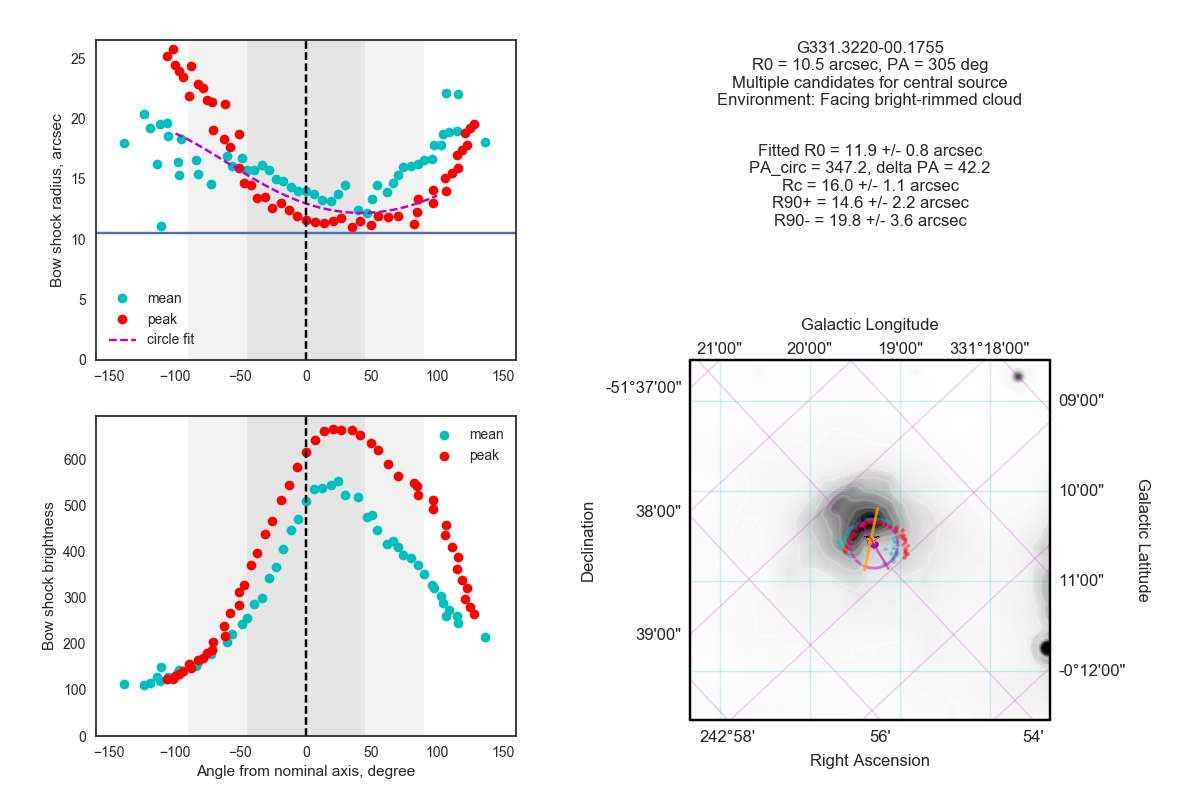 25
20
15
10
5
0
Bow shock radius, arcsec
mean
peak
circle fit
−150
−100
−50
0
50
100
150
600
500
400
300
200
100
0
Bow shock brightness
mean
peak
−150
−100
−50
0
50
100
150
Angle from nominal axis, degree
G331.3220-00.1755
R0 = 10.5 arcsec, PA = 305 deg
Multiple candidates for central source
Environment: Facing bright-rimmed cloud
Fitted R0 = 11.9 +/- 0.8 arcsec
PA_circ = 347.2, delta PA = 42.2
Rc = 16.0 +/- 1.1 arcsec
R90+ = 14.6 +/- 2.2 arcsec
R90- = 19.8 +/- 3.6 arcsec
Galactic Longitude
21'00"
20'00"
19'00"
331°18'00"
-51°37'00"
38'00"
39'00"
Declination
09'00"
10'00"
11'00"
-0°12'00"
Galactic Latitude
242°58'
56'
54'
Right Ascension